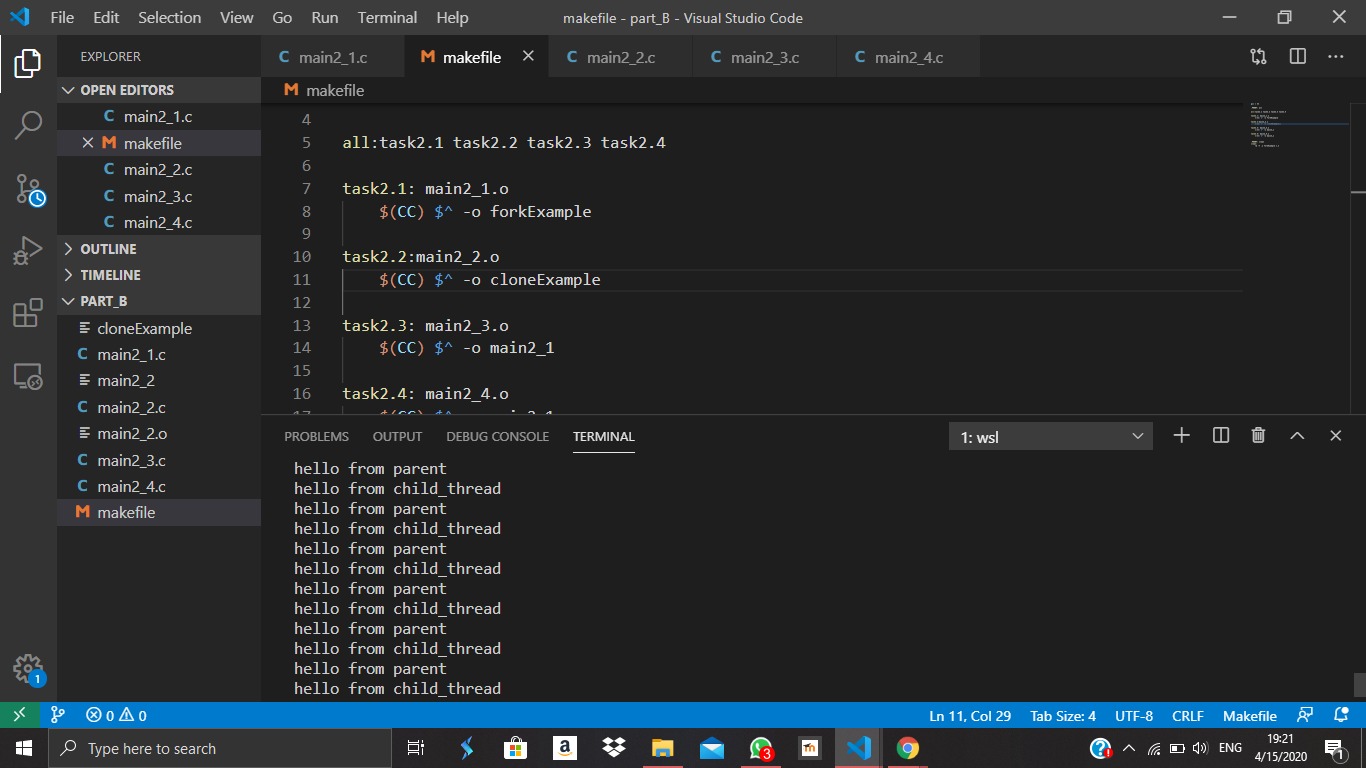 File Edit Selection View Go Run Terminal Help makefile - part_B - Visual Studio Code
EXPLORER
OPEN EDITORS
C main2_1.c
M makefile
C main2_2.c
C main2_3.c
C main2_4.c
OUTLINE
TIMELINE
PART_B
cloneExample
C main2_1.c
main2_2
C main2_2.c
main2_2.o
C main2_3.c
C main2_4.c
M makefile
1
C main2_1.c M makefile C main2_2.c C main2_3.c C main2_4.c
M makefile
4
5 all:task2.1 task2.2 task2.3 task2.4
6
7 task2.1: main2_1.o
8 $(CC) $^ -o forkExample
9
10 task2.2:main2_2.o
11 $(CC) $^ -o cloneExample
12
13 task2.3: main2_3.o
14 $(CC) $^ -o main2_1
15
16 task2.4: main2_4.o
PROBLEMS OUTPUT DEBUG CONSOLE TERMINAL 1: wsl
hello from parent
hello from child_thread
hello from parent
hello from child_thread
hello from parent
hello from child_thread
hello from parent
hello from child_thread
hello from parent
hello from child_thread
hello from parent
hello from child_thread
0 0 Ln 11, Col 29 Tab Size: 4 UTF-8 CRLF Makefile
Type here to search a 3 m ENG 19:21
4/15/2020 1